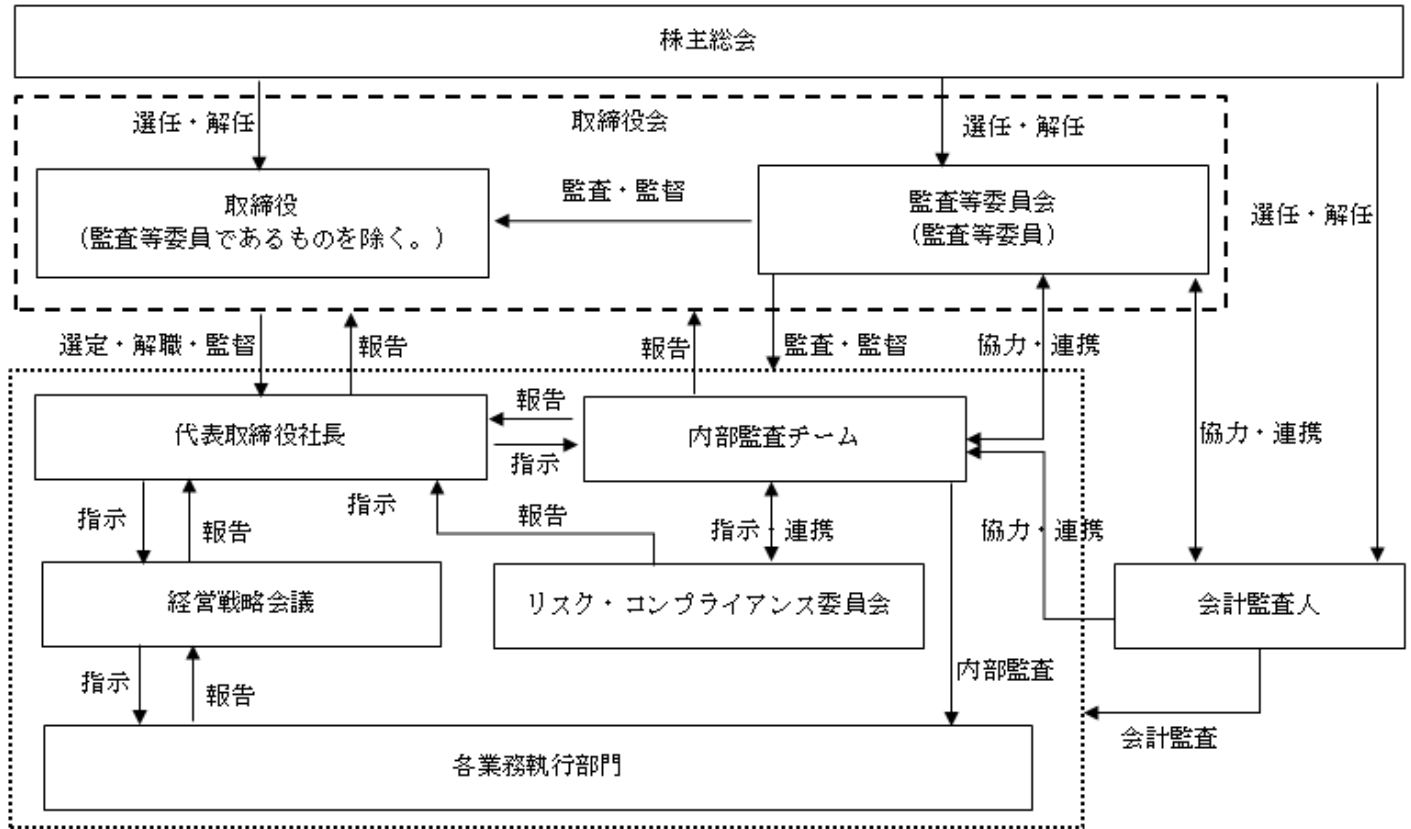 株主総会
選任・解任
取締役会
選任・解任
取締役
（監査等委員であるものを除く。）
監査・監督
監査等委員会
（監査等委員）
選任・解任
選定・解職・監督
報告
報告
監査・監督
協力・連携
代表取締役社長
報告
指示
内部監査チーム
協力・連携
指示
報告
指示
報告
指示・連携
協力・連携
経営戦略会議
リスク・コンプライアンス委員会
会計監査人
指示
報告
内部監査
会計監査
各業務執行部門